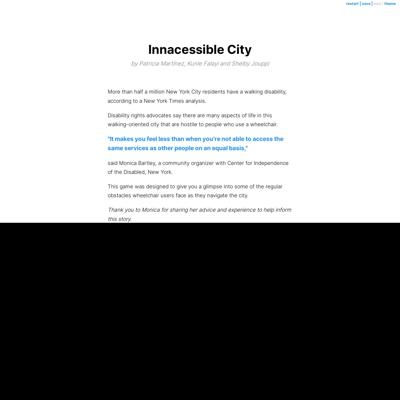 restart | save | load | theme
Innacessible City
by Patricia Martinez, Kunle Falayi and Shelby Jouppi
More than half a million New York City residents have a walking disability,
according to a New York Times analysis.
Disability rights advocates say there are many aspects of life in this
walking-oriented city that are hostile to people who use a wheelchair.
"It makes you feel less than when you're not able to access the
same services as other people on an equal basis,"
said Monica Bartley, a community organizer with Center for Independence
of the Disabled, New York.
This game was designed to give you a glimpse into some of the regular
obstacles wheelchair users face as they navigate the city.
Thank you to Monica for sharing her advice and experience to help inform
this story.